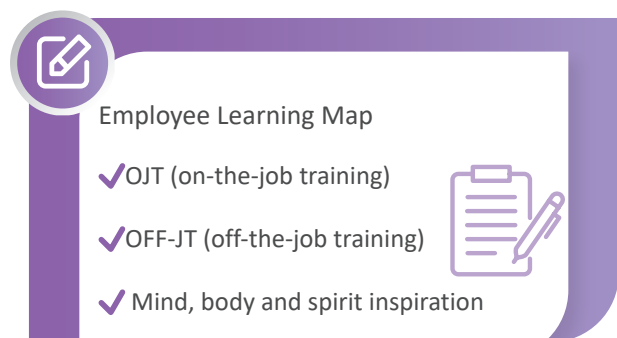 Employee Learning Map
OJT (on-the-job training)
OFF-JT (off-the-job training)
Mind, body and spirit inspiration